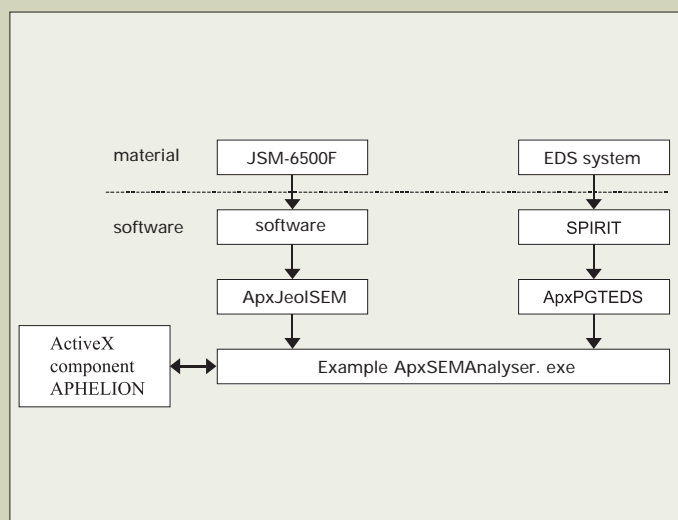 material
JSM-6500F
EDS system
software
software
SPIRIT
ApxJeolSEM
ApxPGTEDS
ActiveX
component
APHELION
Example ApxSEMAnalyser. exe